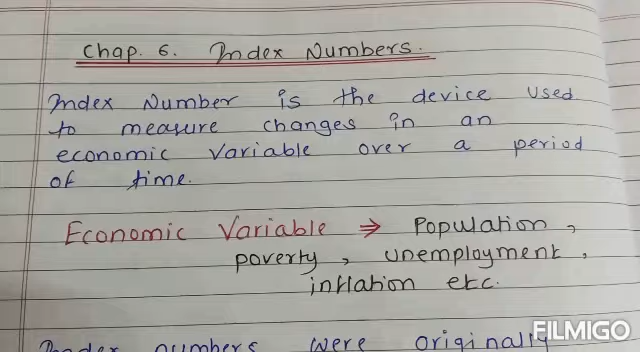 Chap. 6. Index Numbers.
Index Number is the device used
to measure changes in an
economic variable over a period
of time.
Economic Variable ⇒ Population,
poverty, unemployment,
inflation etc.
Index numbers were originally
FILMIGO